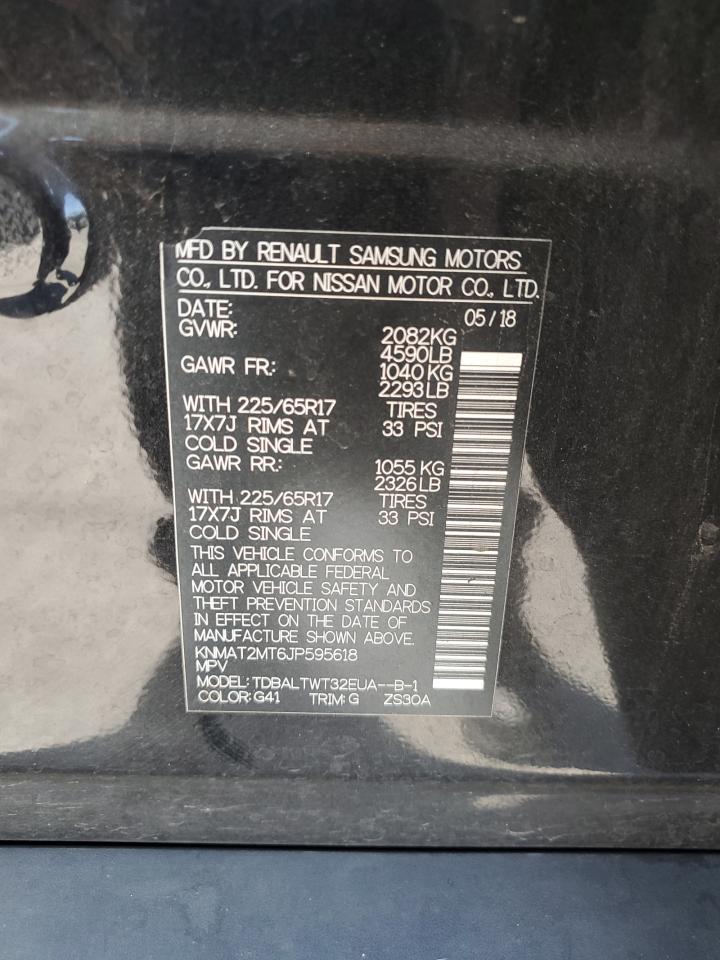 MFD BY RENAULT SAMSUNG MOTORS
CO., LTD. FOR NISSAN MOTOR CO., LTD.
DATE: 05/18
GVWR: 2082KG
4590LB
GAWR FR.: 1040 KG
2293LB
WITH 225/65R17 TIRES
17X7J RIMS AT 33 PSI
COLD SINGLE
GAWR RR.: 1055 KG
2326LB
WITH 225/65R17 TIRES
17X7J RIMS AT 33 PSI
COLD SINGLE
THIS VEHICLE CONFORMS TO
ALL APPLICABLE FEDERAL
MOTOR VEHICLE SAFETY AND
THEFT PREVENTION STANDARDS
IN EFFECT ON THE DATE OF
MANUFACTURE SHOWN ABOVE.
KNMAT2MT6JP595618
MPV
MODEL: TDBALTWT32EUA--B-1
COLOR: G41 TRIM: G ZS30A